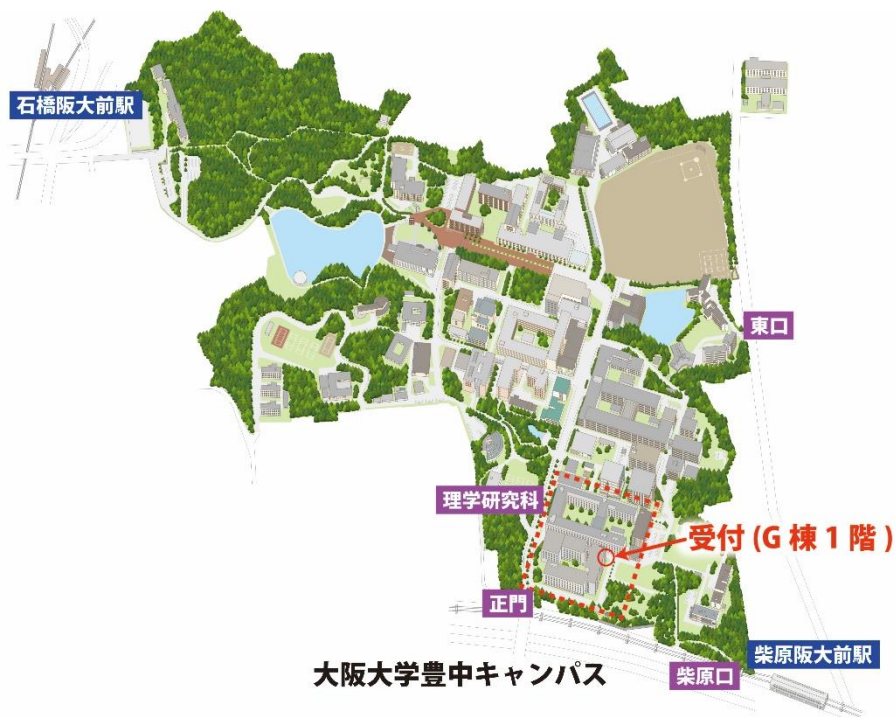 石橋阪大前駅
東口
理学研究科
受付 (G 棟 1 階 )
正門
柴原阪大前駅
柴原口
大阪大学豊中キャンパス